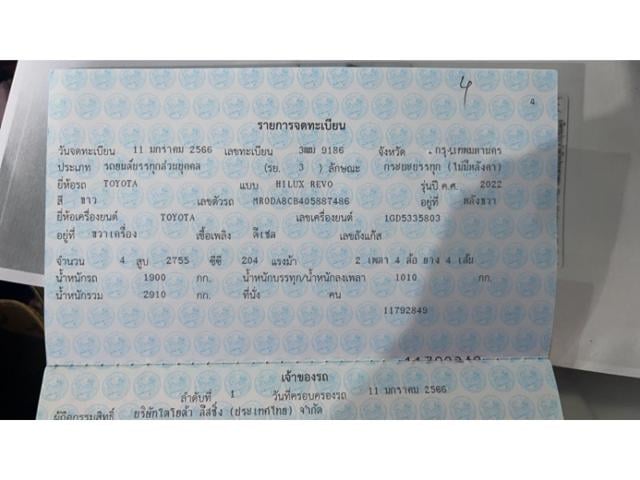 4
4
รายการจดทะเบียน
วันจดทะเบียน 11 มกราคม 2566 เลขทะเบียน 3ฒม 9186 จังหวัด กรุงเทพมหานคร
ประเภท รถยนต์บรรทุกส่วนบุคคล (รย. 3 ) ลักษณะ กระบะบรรทุก (ไม่มีหลังคา)
ยี่ห้อรถ TOYOTA แบบ HILUX REVO รุ่นปี ค.ศ. 2022
สี ขาว เลขตัวรถ MR0DA8CB405887486 อยู่ที่ หลังขวา
ยี่ห้อเครื่องยนต์ TOYOTA เลขเครื่องยนต์ 1GD5335803
อยู่ที่ ขวาเครื่อง เชื้อเพลิง ดีเซล เลขถังแก๊ส
จำนวน 4 สูบ 2755 ซีซี 204 แรงม้า 2 เพลา 4 ล้อ ยาง 4 เส้น
น้ำหนักรถ 1900 กก. น้ำหนักบรรทุก/น้ำหนักลงเพลา 1010 กก.
น้ำหนักรวม 2910 กก. ที่นั่ง คน
11792849
11792849
เจ้าของรถ
ลำดับที่ 1 วันที่ครอบครองรถ 11 มกราคม 2566
ผู้ถือกรรมสิทธิ์ บริษัทโตโยต้า ลีสซิ่ง (ประเทศไทย) จำกัด